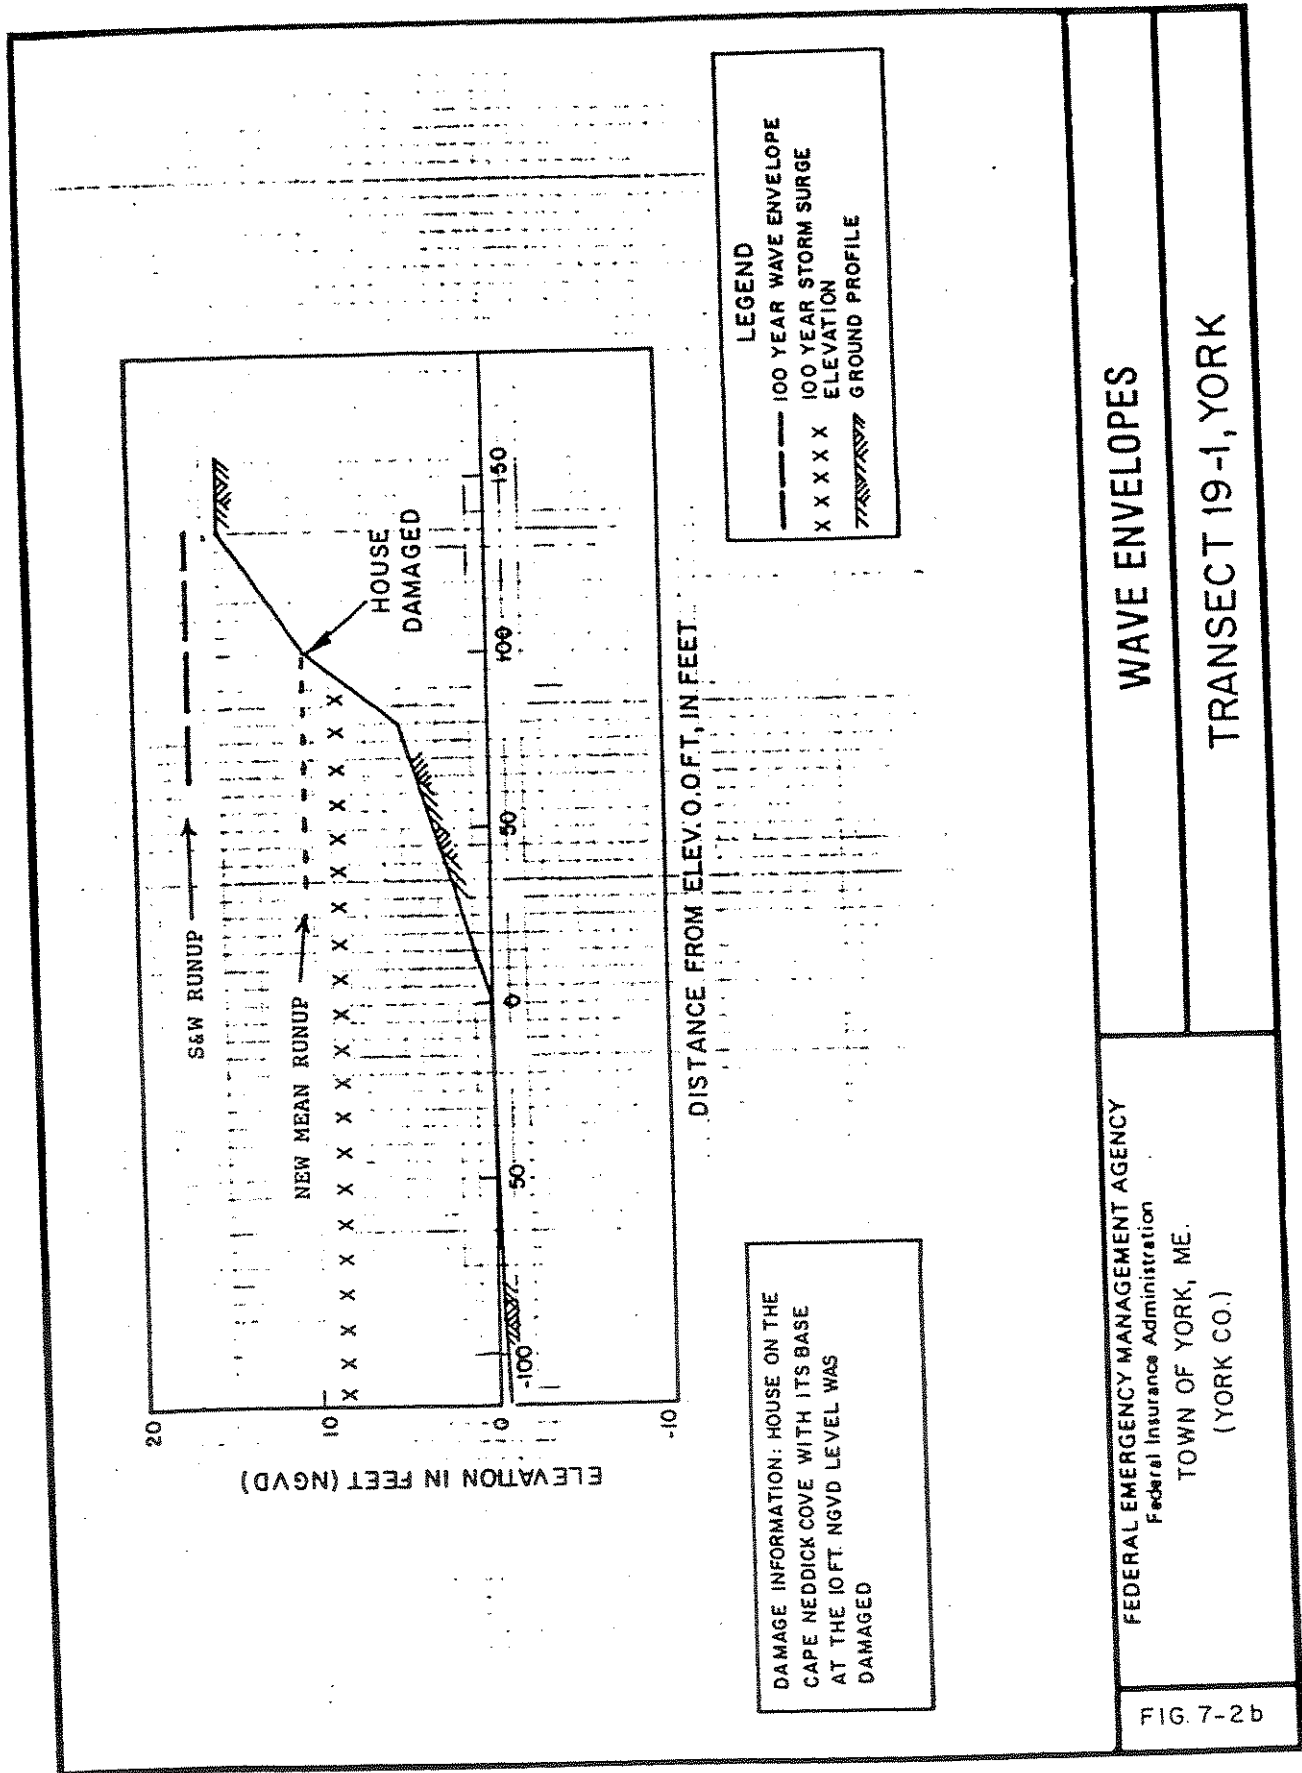 20
10
0
-10
ELEVATION IN FEET (NGVD)
S&W RUNUP
NEW MEAN RUNUP
HOUSE
DAMAGED
-100
50
0
50
100
150
DISTANCE FROM ELEV. 0.0 FT, IN FEET
DAMAGE INFORMATION: HOUSE ON THE
CAPE NEDDICK COVE WITH ITS BASE
AT THE 10 FT. NGVD LEVEL WAS
DAMAGED
LEGEND
100 YEAR WAVE ENVELOPE
X X X X X 100 YEAR STORM SURGE
ELEVATION
GROUND PROFILE
FIG. 7-2b
FEDERAL EMERGENCY MANAGEMENT AGENCY
Federal Insurance Administration
TOWN OF YORK, ME.
(YORK CO.)
WAVE ENVELOPES
TRANSECT 19-1, YORK